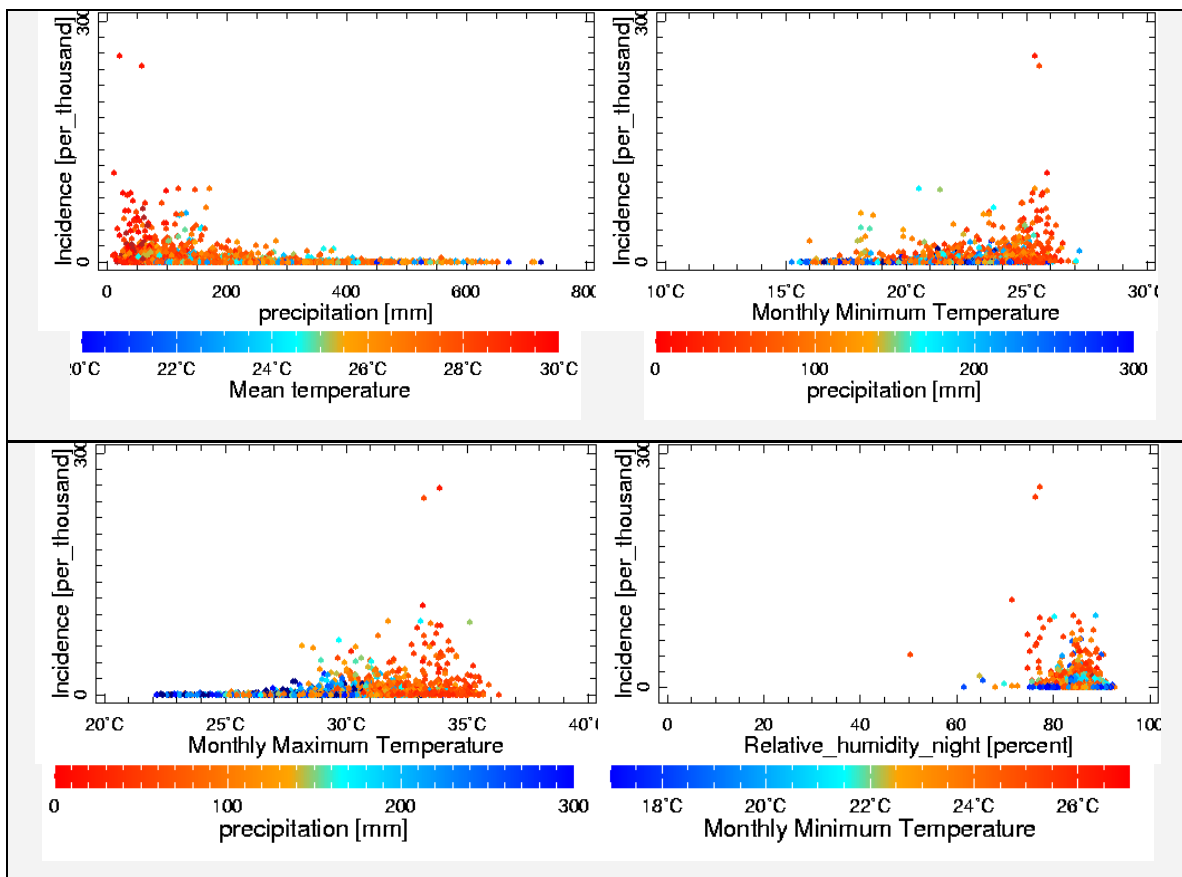 300
Incidence [per_thousand]
0
0 200 400 600 800
precipitation [mm]
20°C 22°C 24°C 26°C 28°C 30°C
Mean temperature
300
Incidence [per_thousand]
0
10°C 15°C 20°C 25°C 30°C
Monthly Minimum Temperature
0 100 200 300
precipitation [mm]
300
Incidence [per_thousand]
0
20°C 25°C 30°C 35°C 40°C
Monthly Maximum Temperature
0 100 200 300
precipitation [mm]
300
Incidence [per_thousand]
0
0 20 40 60 80 100
Relative_humidity_night [percent]
18°C 20°C 22°C 24°C 26°C
Monthly Minimum Temperature